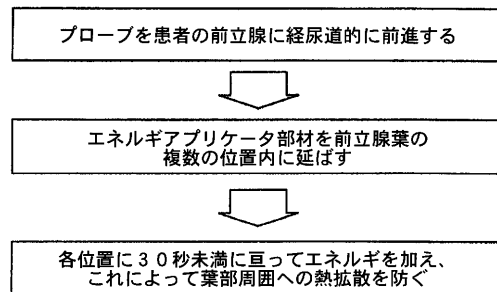 プローブを患者の前立腺に経尿道的に前進する
エネルギアプリケータ部材を前立腺葉の
複数の位置内に延ばす
各位置に30秒未満に亘ってエネルギを加え、
これによって葉部周囲への熱拡散を防ぐ